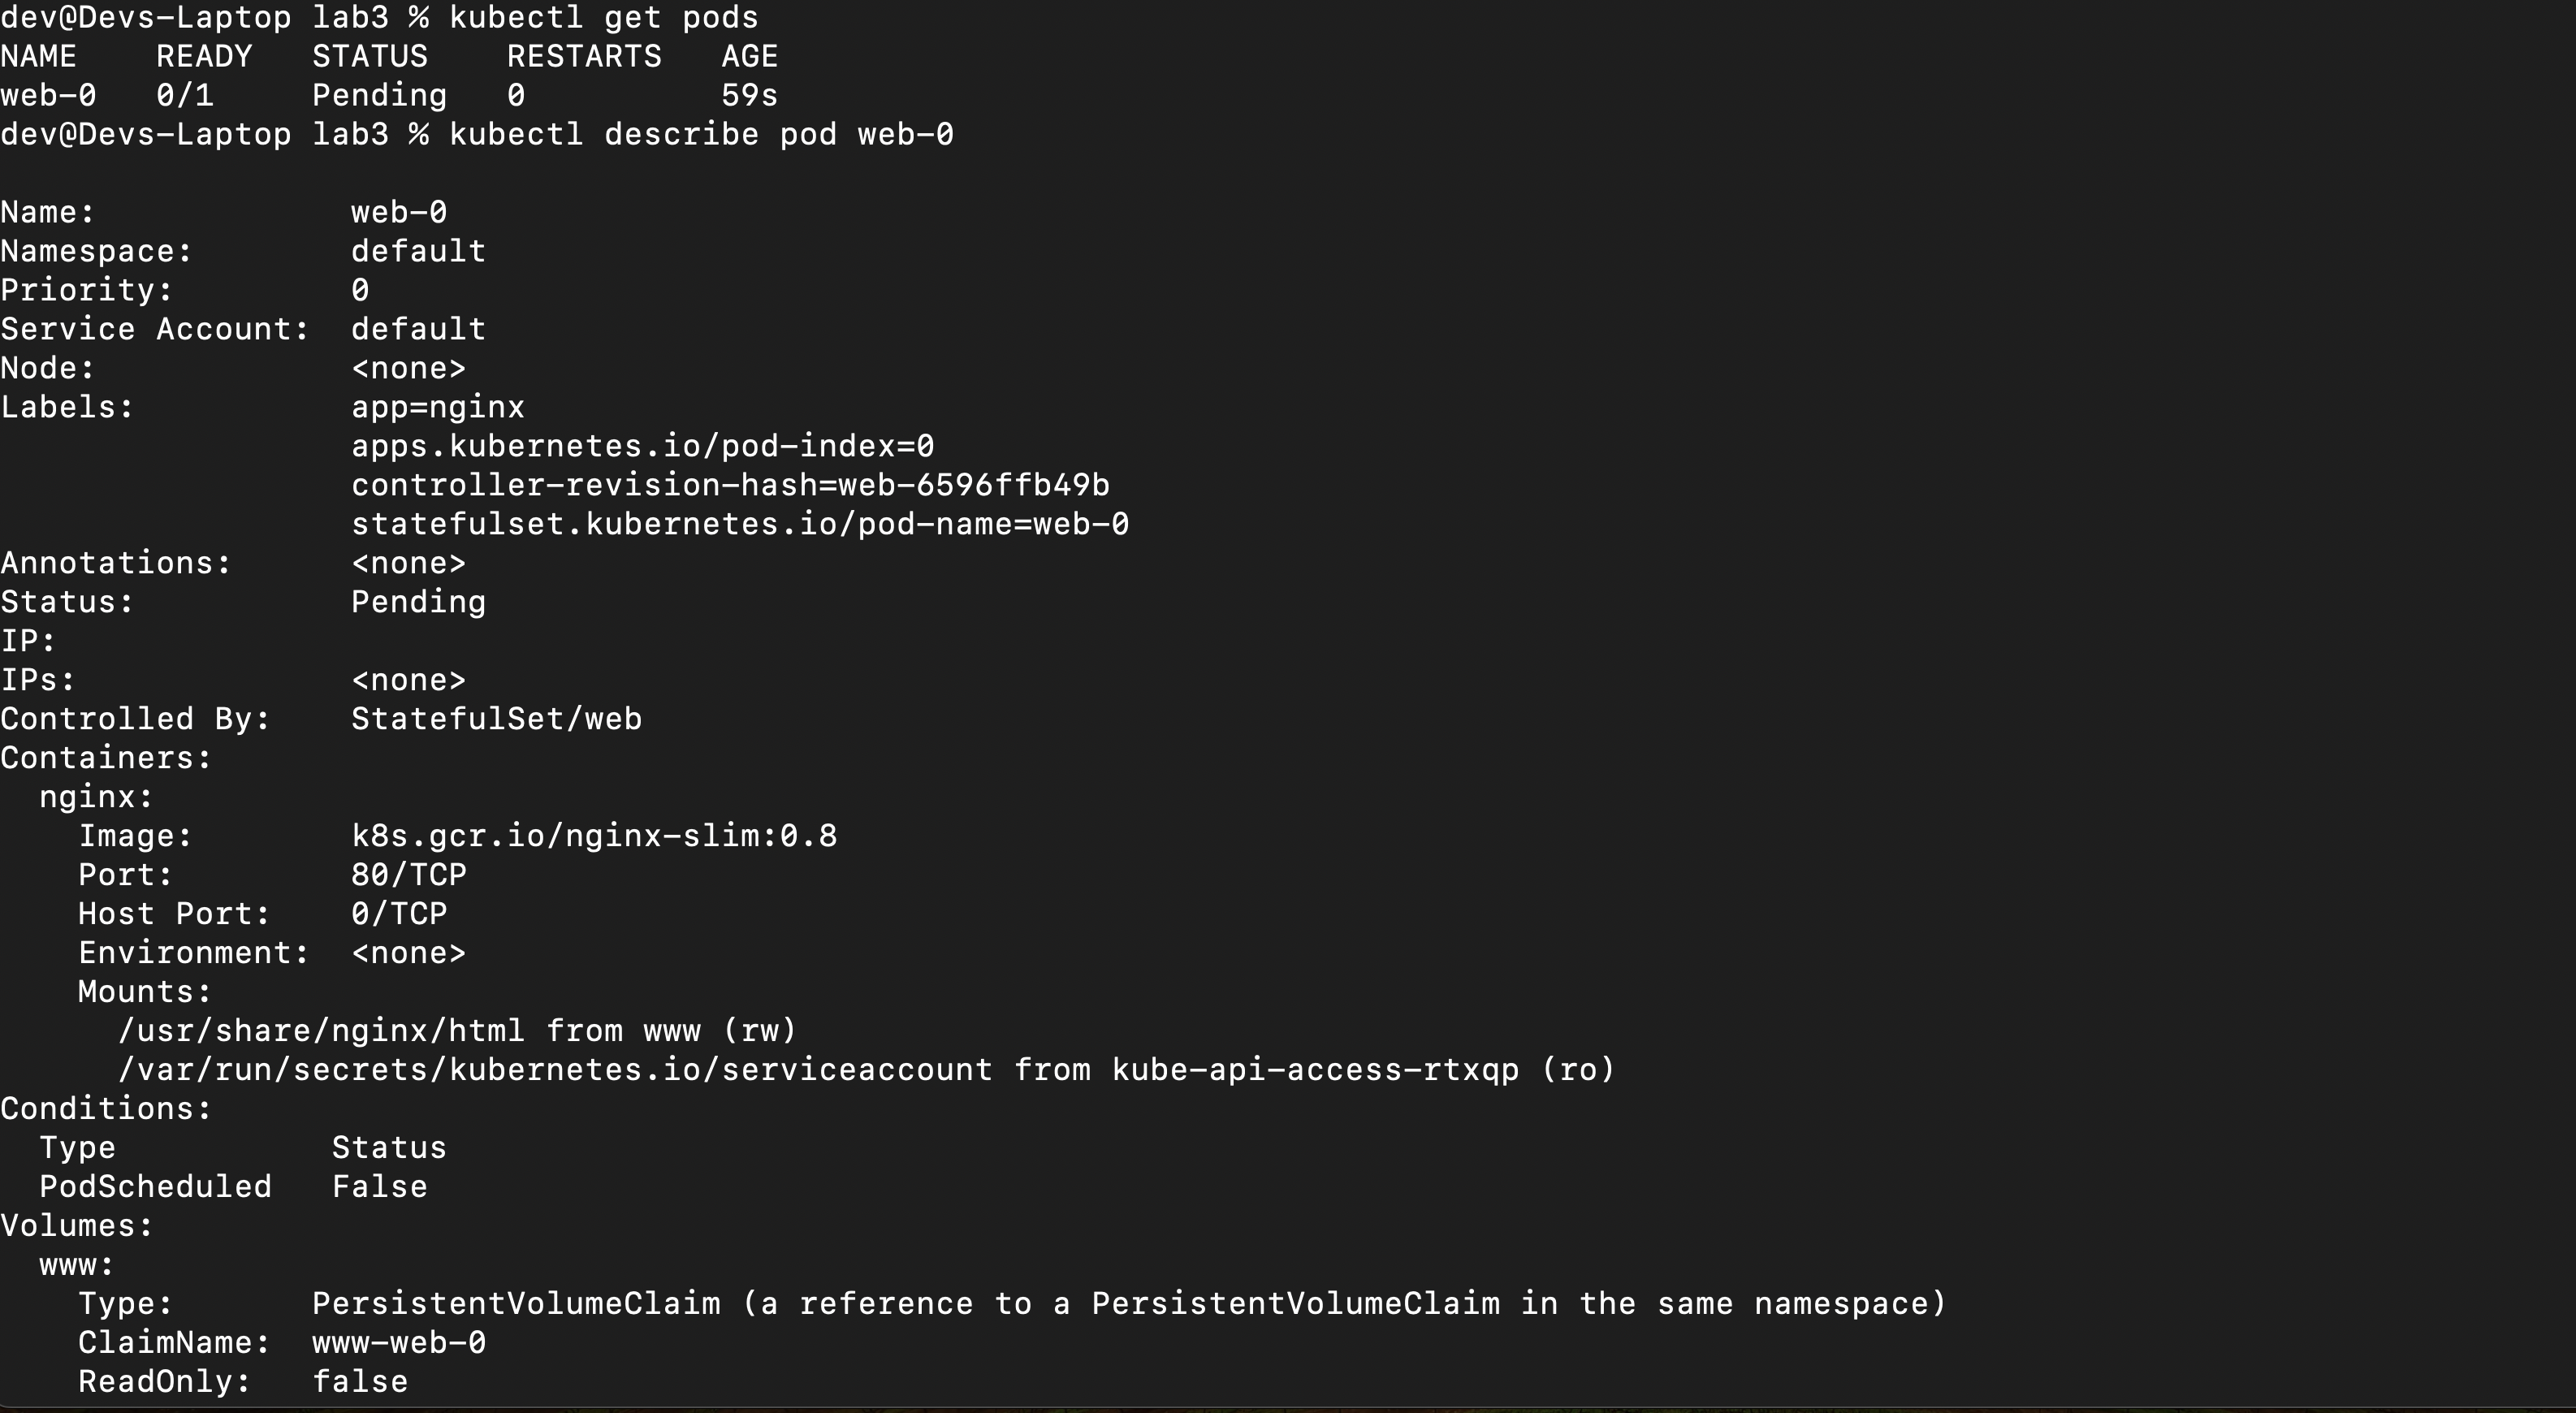 dev@Devs-Laptop lab3 % kubectl get pods
NAME    READY   STATUS    RESTARTS   AGE
web-0   0/1     Pending   0          59s
dev@Devs-Laptop lab3 % kubectl describe pod web-0
Name:             web-0
Namespace:        default
Priority:         0
Service Account:  default
Node:             <none>
Labels:           app=nginx
                  apps.kubernetes.io/pod-index=0
                  controller-revision-hash=web-6596ffb49b
                  statefulset.kubernetes.io/pod-name=web-0
Annotations:      <none>
Status:           Pending
IP:
IPs:              <none>
Controlled By:    StatefulSet/web
Containers:
  nginx:
    Image:        k8s.gcr.io/nginx-slim:0.8
    Port:         80/TCP
    Host Port:    0/TCP
    Environment:  <none>
    Mounts:
      /usr/share/nginx/html from www (rw)
      /var/run/secrets/kubernetes.io/serviceaccount from kube-api-access-rtxqp (ro)
Conditions:
  Type           Status
  PodScheduled   False
Volumes:
  www:
    Type:       PersistentVolumeClaim (a reference to a PersistentVolumeClaim in the same namespace)
    ClaimName:  www-web-0
    ReadOnly:   false